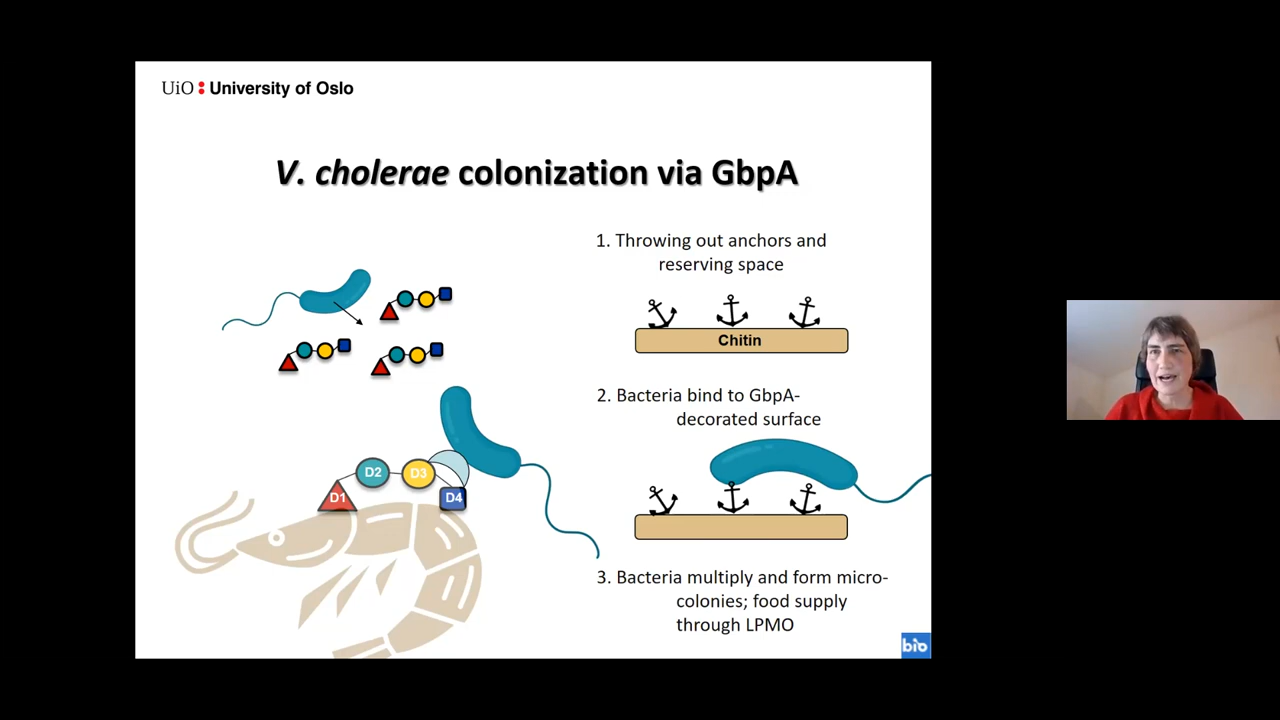 UiO : University of Oslo
V. cholerae colonization via GbpA
1. Throwing out anchors and
reserving space
Chitin
2. Bacteria bind to GbpA-
decorated surface
D1
D2
D3
D4
3. Bacteria multiply and form micro-
colonies; food supply
through LPMO
bio